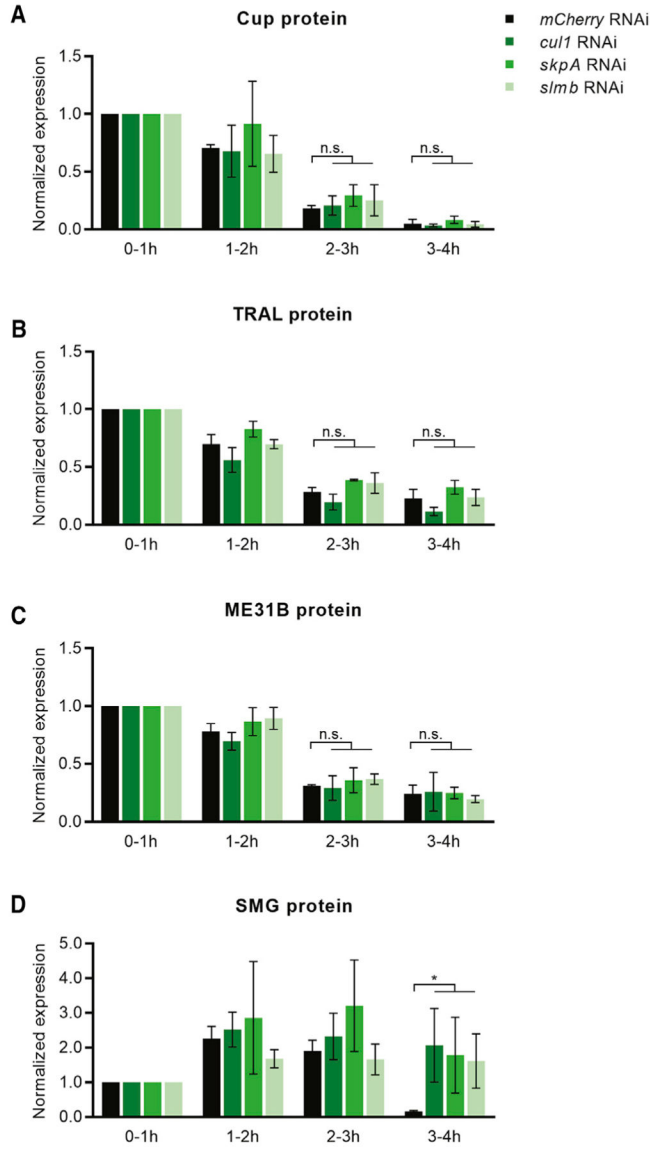 A
Cup protein
mCherry RNAi
cul1 RNAi
skpA RNAi
slmb RNAi
Normalized expression
1.5
1.0
0.5
0.0
n.s.
n.s.
0-1h
1-2h
2-3h
3-4h
B
TRAL protein
Normalized expression
1.5
1.0
0.5
0.0
n.s.
n.s.
0-1h
1-2h
2-3h
3-4h
C
ME31B protein
Normalized expression
1.5
1.0
0.5
0.0
n.s.
n.s.
0-1h
1-2h
2-3h
3-4h
D
SMG protein
Normalized expression
5.0
4.0
3.0
2.0
1.0
0.0
*
0-1h
1-2h
2-3h
3-4h